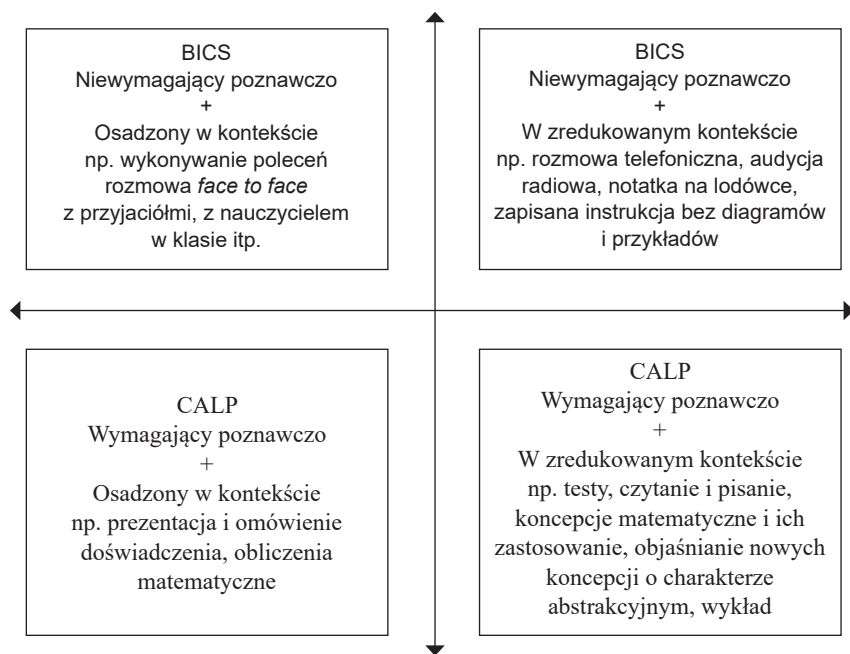 BICS
Niewymagający poznawczo
+
Osadzony w kontekście
np. wykonywanie poleceń
rozmowa face to face
z przyjaciółmi, z nauczycielem
w klasie itp.
BICS
Niewymagający poznawczo
+
W zredukowanym kontekście
np. rozmowa telefoniczna, audycja
radiowa, notatka na lodówce,
zapisana instrukcja bez diagramów
i przykładów
CALP
Wymagający poznawczo
+
Osadzony w kontekście
np. prezentacja i omówienie
doświadczenia, obliczenia
matematyczne
CALP
Wymagający poznawczo
+
W zredukowanym kontekście
np. testy, czytanie i pisanie,
koncepcje matematyczne i ich
zastosowanie, objaśnianie nowych
koncepcji o charakterze
abstrakcyjnym, wykład